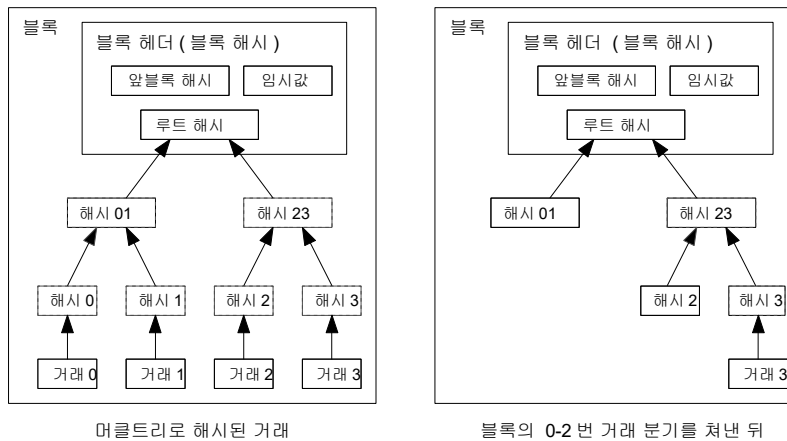 블록
블록 헤더 ( 블록 해시 )
앞블록 해시 임시값
루트 해시
해시 01 해시 23
해시 0 해시 1 해시 2 해시 3
거래 0 거래 1 거래 2 거래 3
머클트리로 해시된 거래
블록
블록 헤더 ( 블록 해시 )
앞블록 해시 임시값
루트 해시
해시 01 해시 23
해시 2 해시 3
거래 3
블록의 0-2 번 거래 분기를 쳐낸 뒤